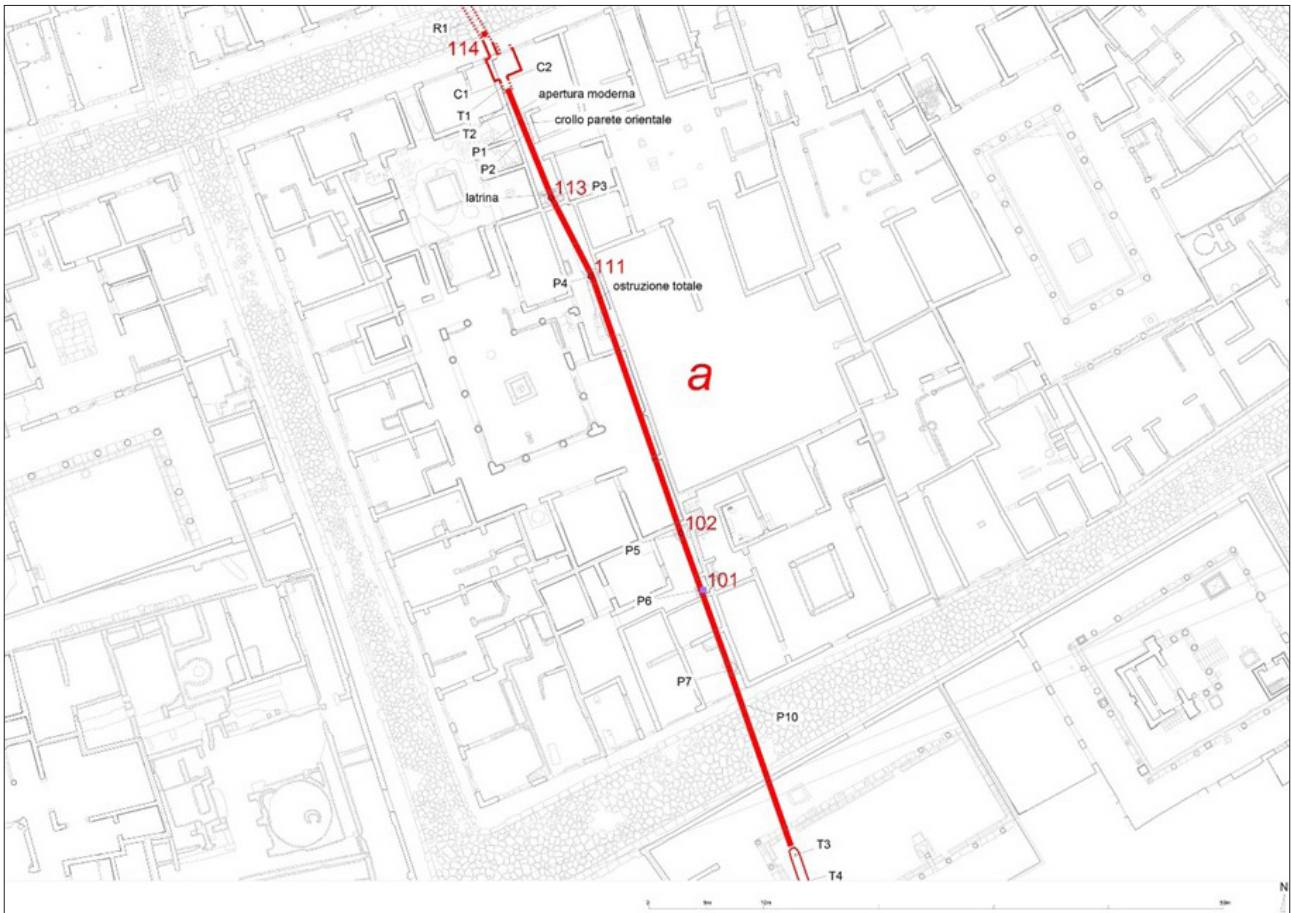 R1
114
C2
C1
apertura moderna
T1
crollo parete orientale
T2
P1
P2
113
P3
latrina
111
P4
ostruzione totale
a
102
P5
101
P6
P7
P10
T3
T4
N